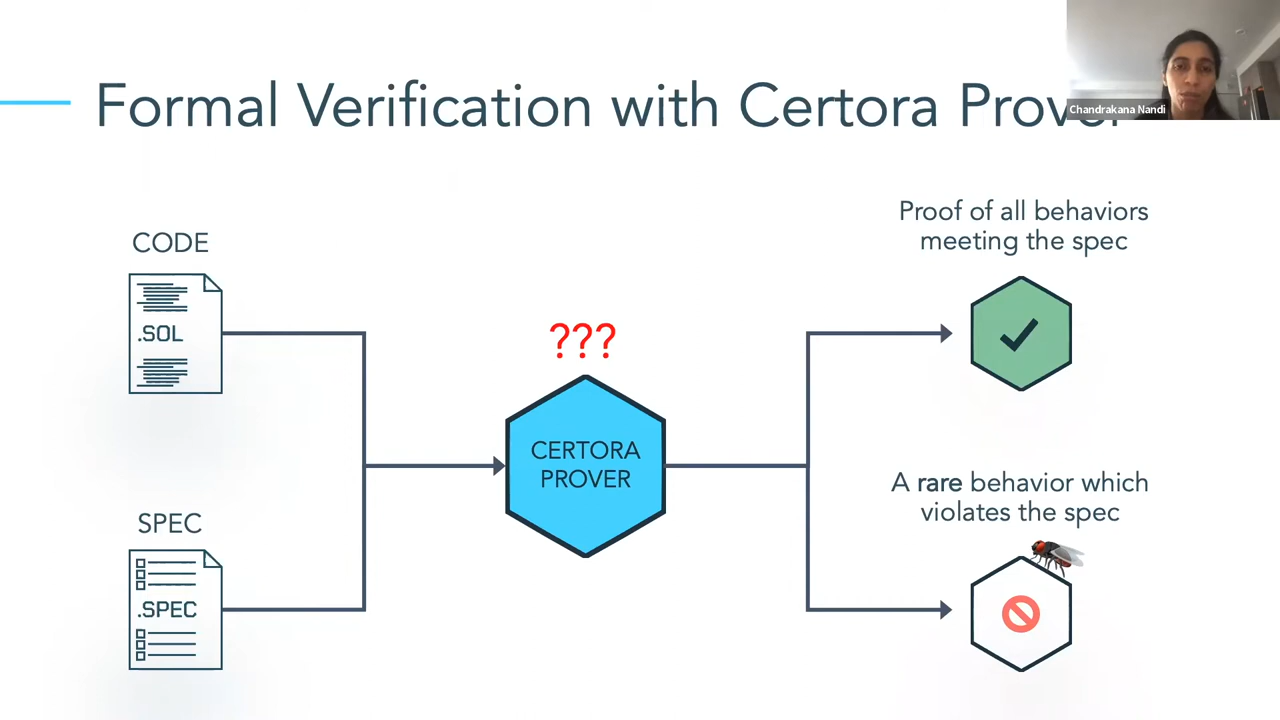 Formal Verification with Certora Prover
Chandrakana Nandi
CODE
.SOL
SPEC
.SPEC
???
CERTORA
PROVER
Proof of all behaviors
meeting the spec
A rare behavior which
violates the spec